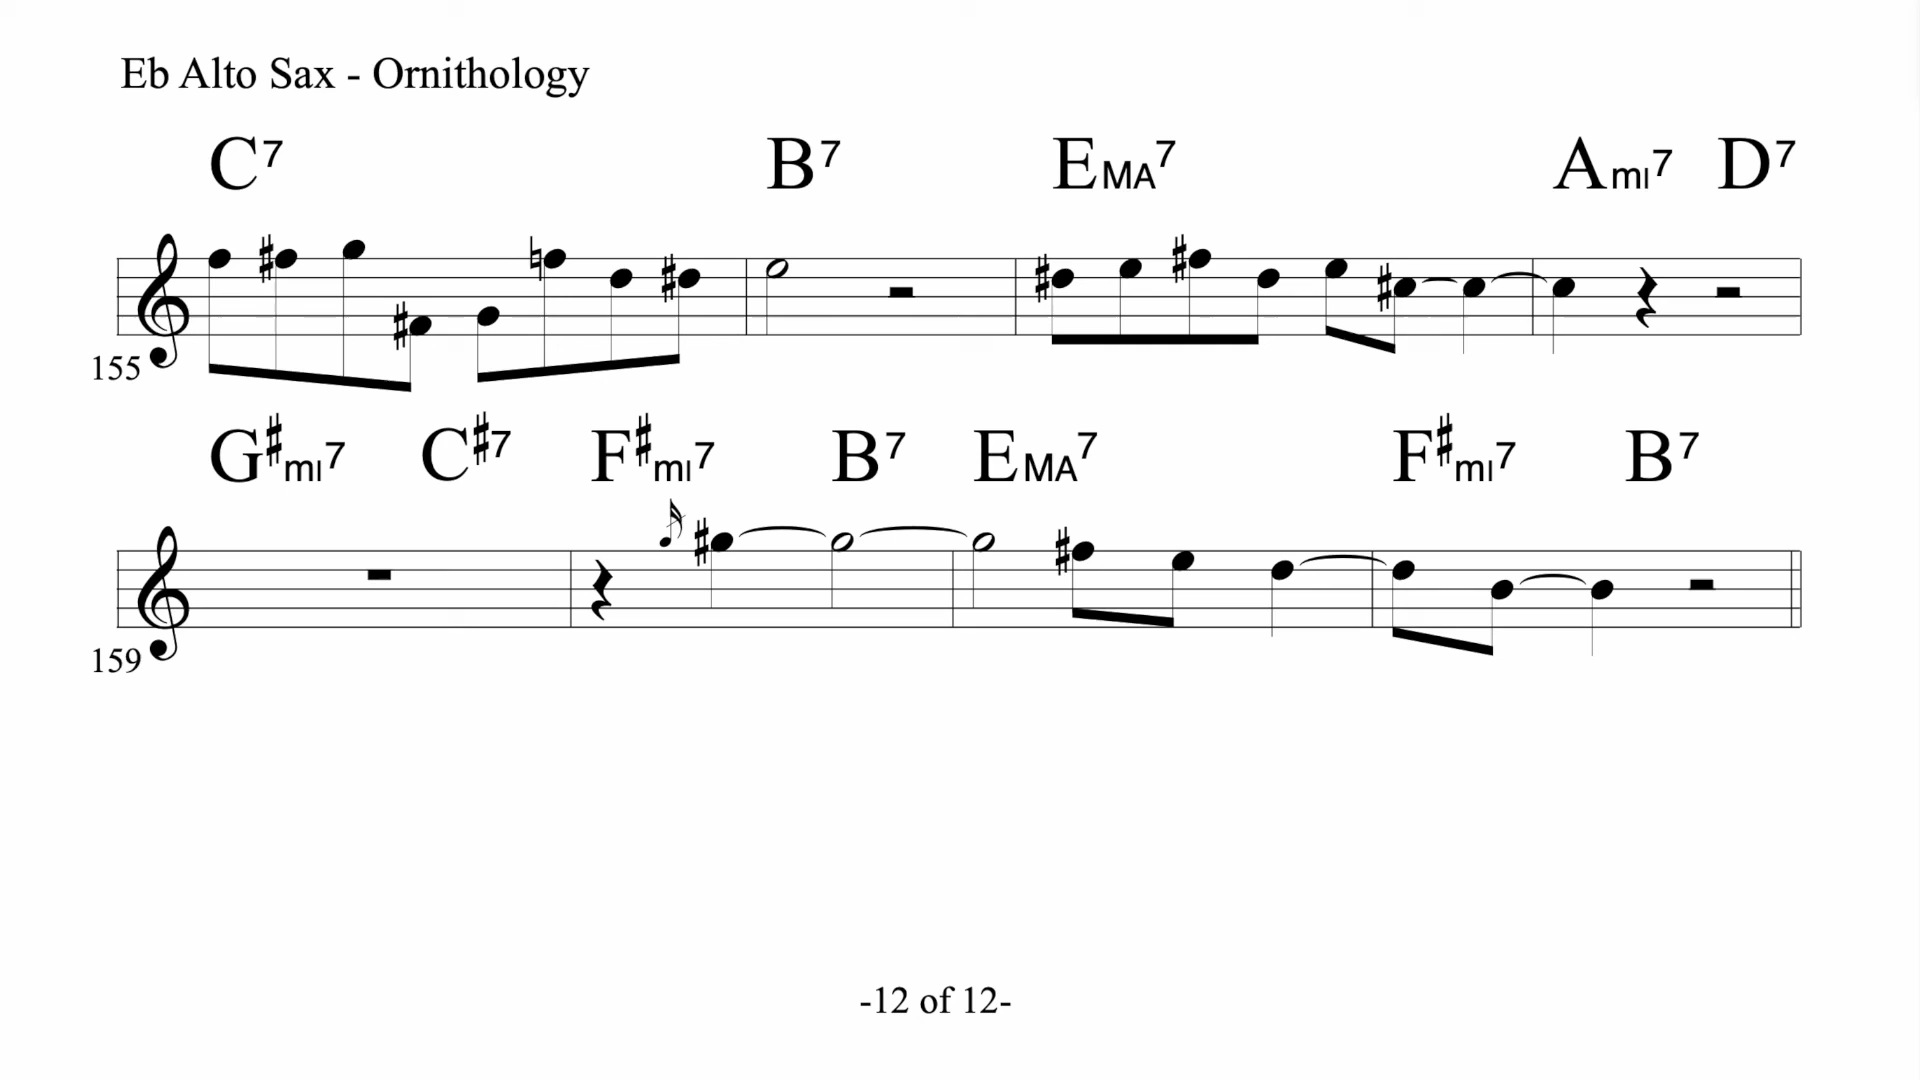 Eb Alto Sax - Ornithology
C7 B7 EMA7 Ami7 D7
155
G♯mi7 C♯7 F♯mi7 B7 EMA7 F♯mi7 B7
159
-12 of 12-